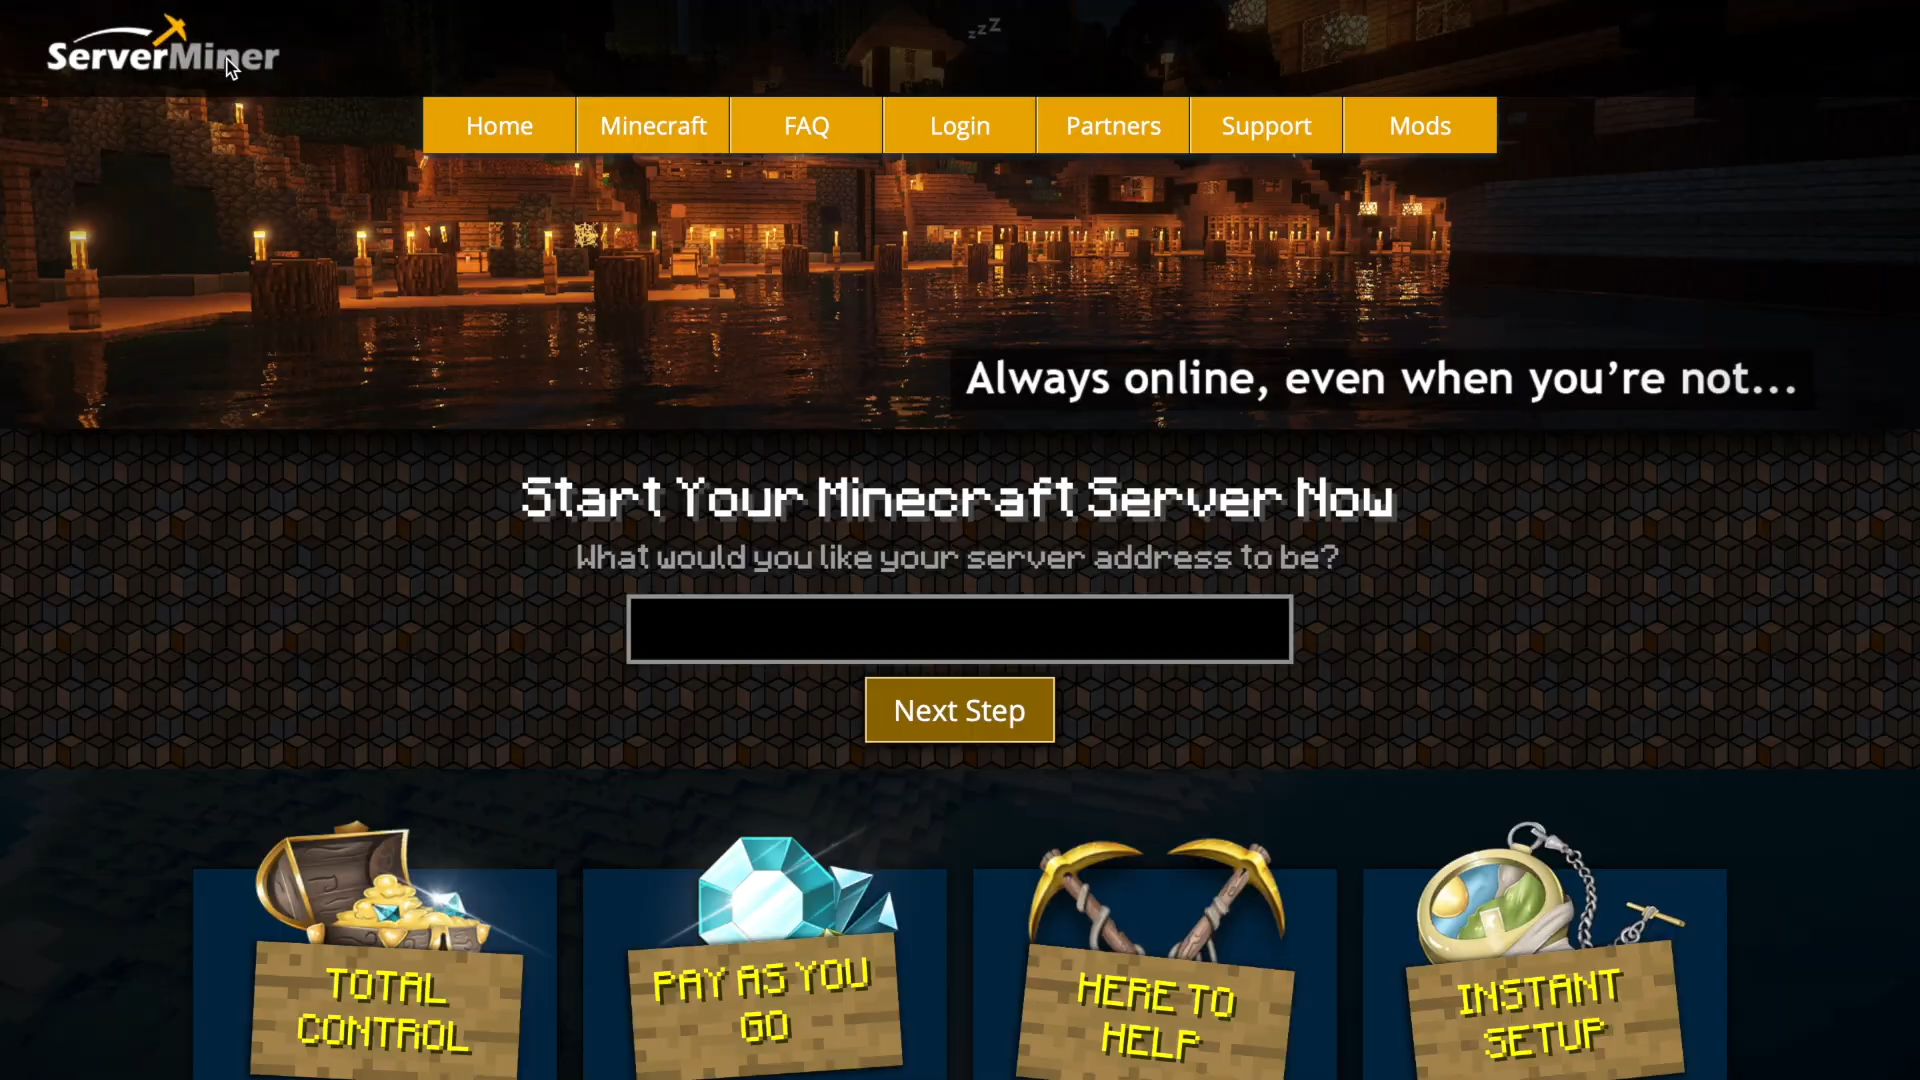 ServerMiner
zzZ
Home
Minecraft
FAQ
Login
Partners
Support
Mods
Always online, even when you’re not...
Start Your Minecraft Server Now
What would you like your server address to be?
Next Step
TOTAL
CONTROL
PAY AS YOU
GO
HERE TO
HELP
INSTANT
SETUP